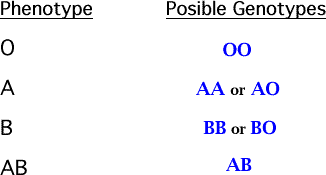 Phenotype Posible Genotypes
O OO
A AA or AO
B BB or BO
AB AB